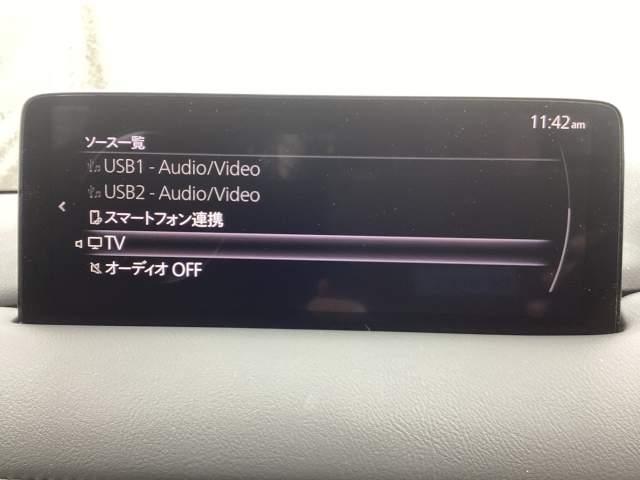 11:42am
ソース一覧
USB1 - Audio/Video
USB2 - Audio/Video
スマートフォン連携
TV
オーディオ OFF